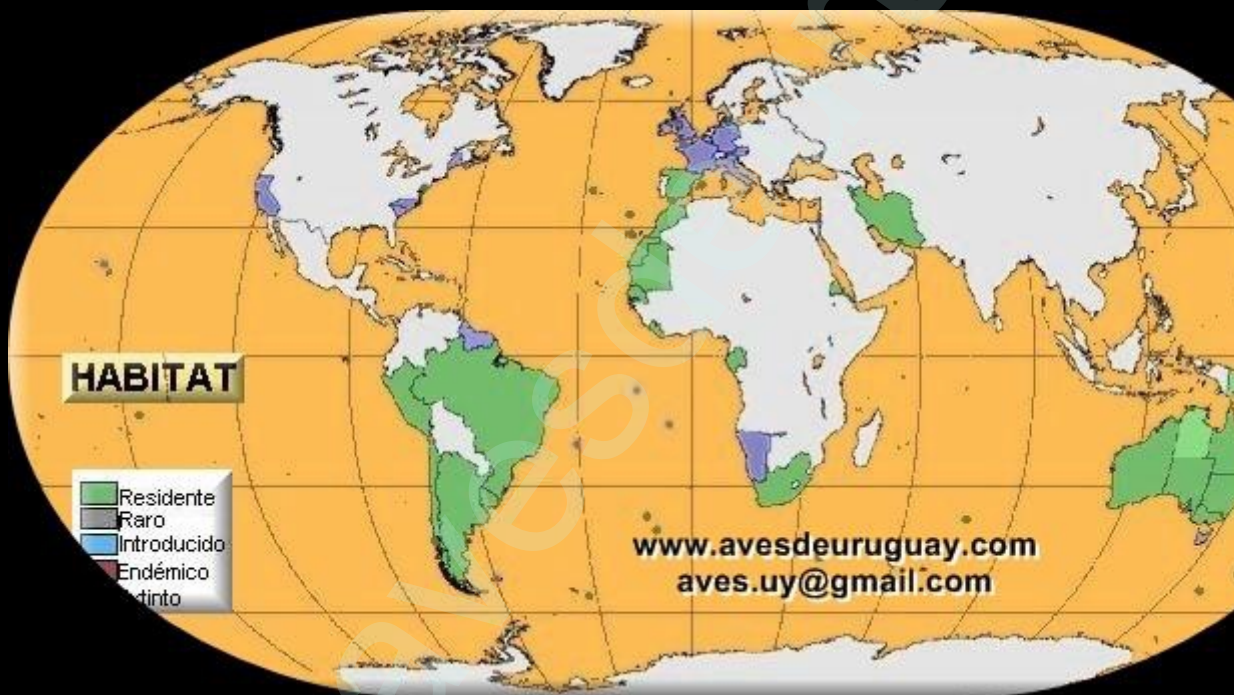 HABITAT
Residente
Raro
Introducido
Endémico
www.avesdeuruguay.com
aves.uy@gmail.com